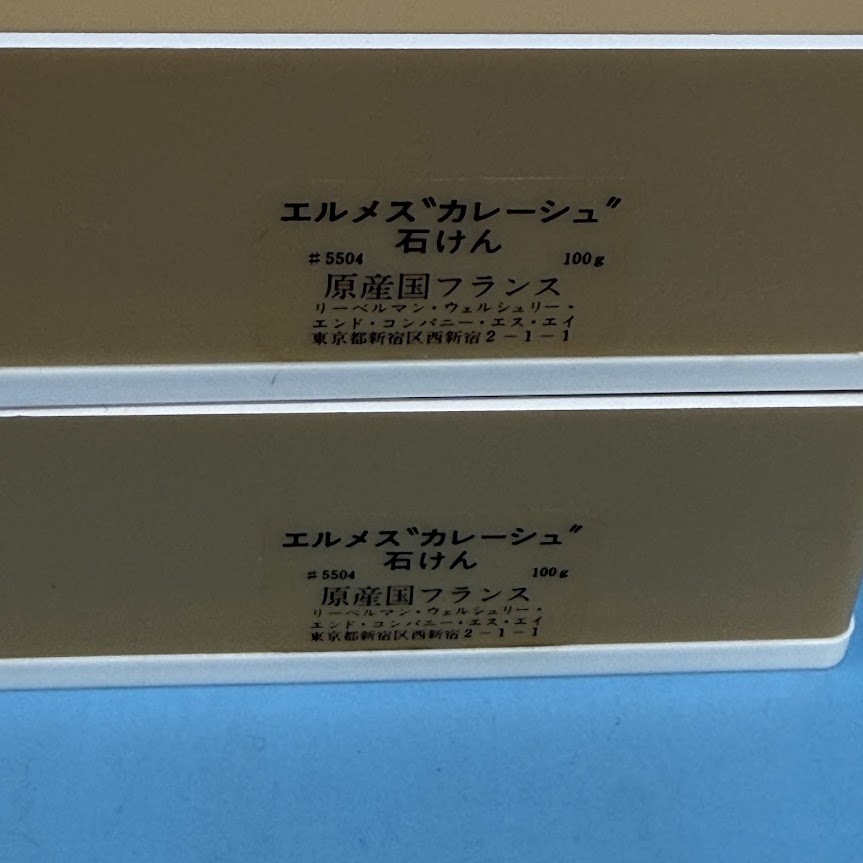 エルメス〝カレーシュ〟
石けん
#5504 100g
原産国フランス
リーベルマン・ウェルシュリー・
エンド・コンパニー・エス・エイ
東京都新宿区西新宿2-1-1
エルメス〝カレーシュ〟
石けん
#5504 100g
原産国フランス
リーベルマン・ウェルシュリー・
エンド・コンパニー・エス・エイ
東京都新宿区西新宿2-1-1